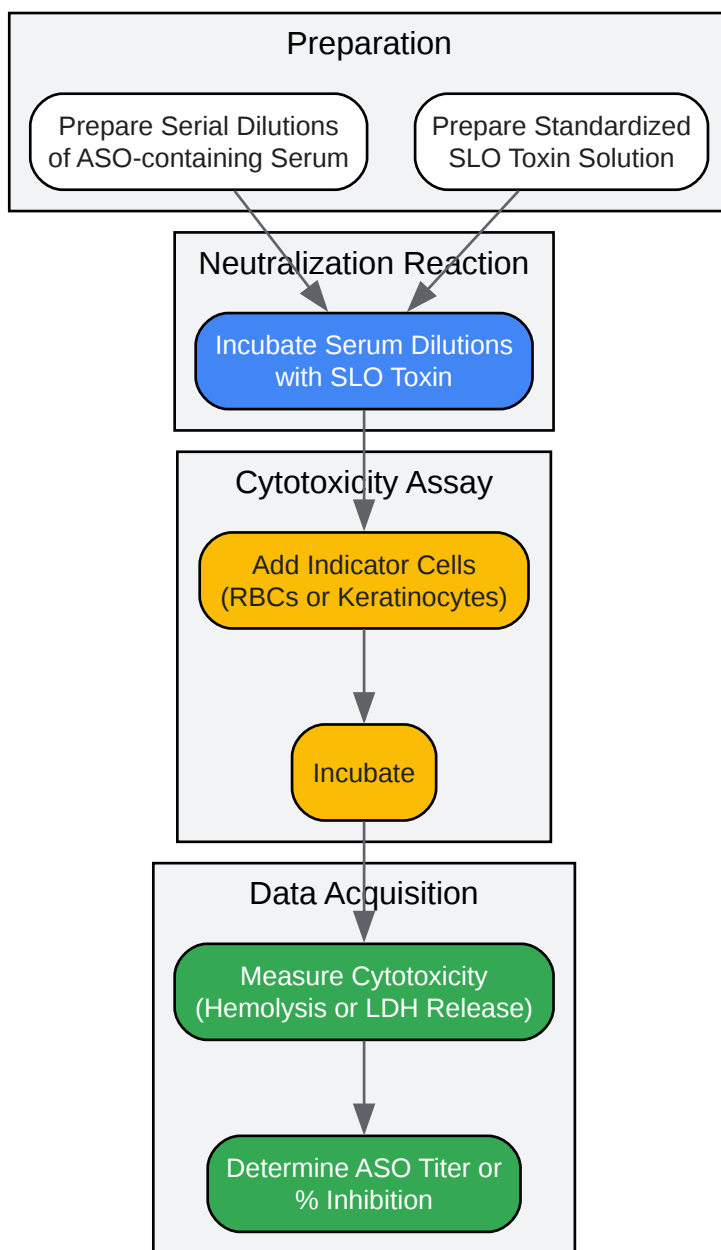 Preparation
Prepare Serial Dilutions
of ASO-containing Serum
Prepare Standardized
SLO Toxin Solution
Neutralization Reaction
Incubate Serum Dilutions
with SLO Toxin
Cytotoxicity Assay
Add Indicator Cells
(RBCs or Keratinocytes)
Incubate
Data Acquisition
Measure Cytotoxicity
(Hemolysis or LDH Release)
Determine ASO Titer or
% Inhibition